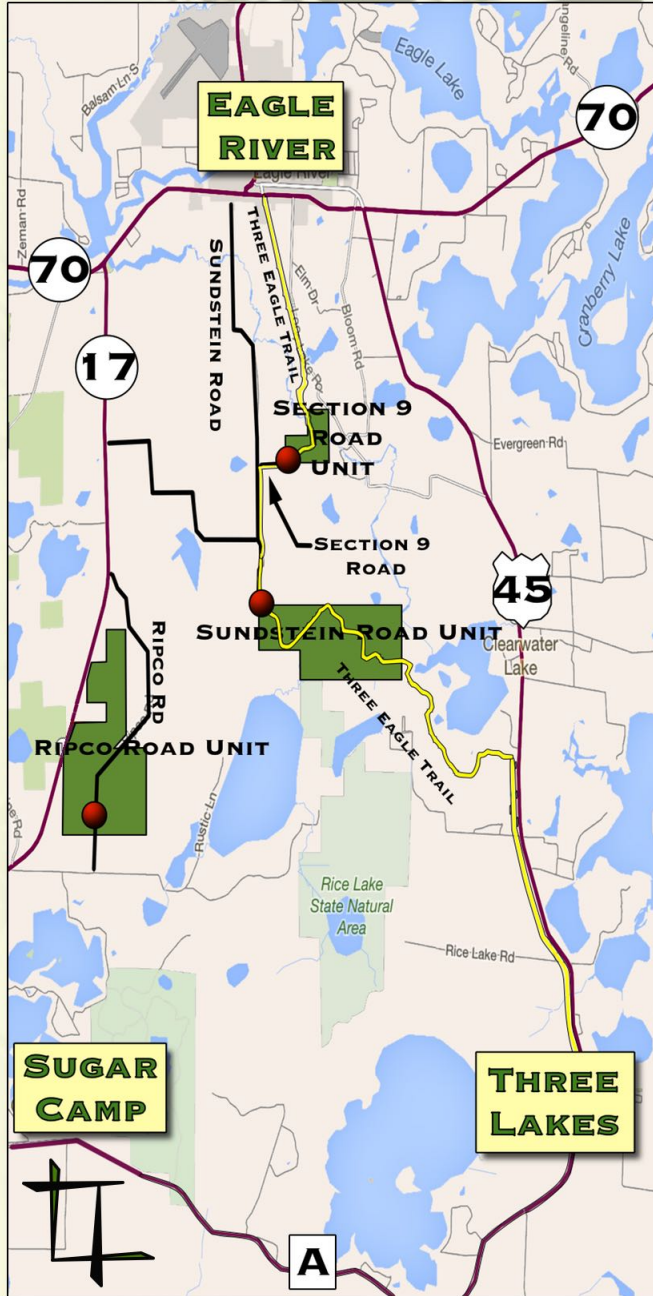 Balsam Ln S
Eagle Lake
EAGLE
RIVER
70
Eagle River
Zeman Rd
70
Cranberry Lake
SUNDSTEIN ROAD
THREE EAGLE TRAIL
Elm Dr
Bloom Rd
17
SECTION 9
ROAD
UNIT
Evergreen Rd
SECTION 9
ROAD
45
SUNDSTEIN ROAD UNIT
Clearwater
Lake
RIPCO RD
THREE EAGLE TRAIL
RIPCO ROAD UNIT
Rustic Ln
Rice Lake
State Natural
Area
Rice Lake Rd
SUGAR
CAMP
THREE
LAKES
A